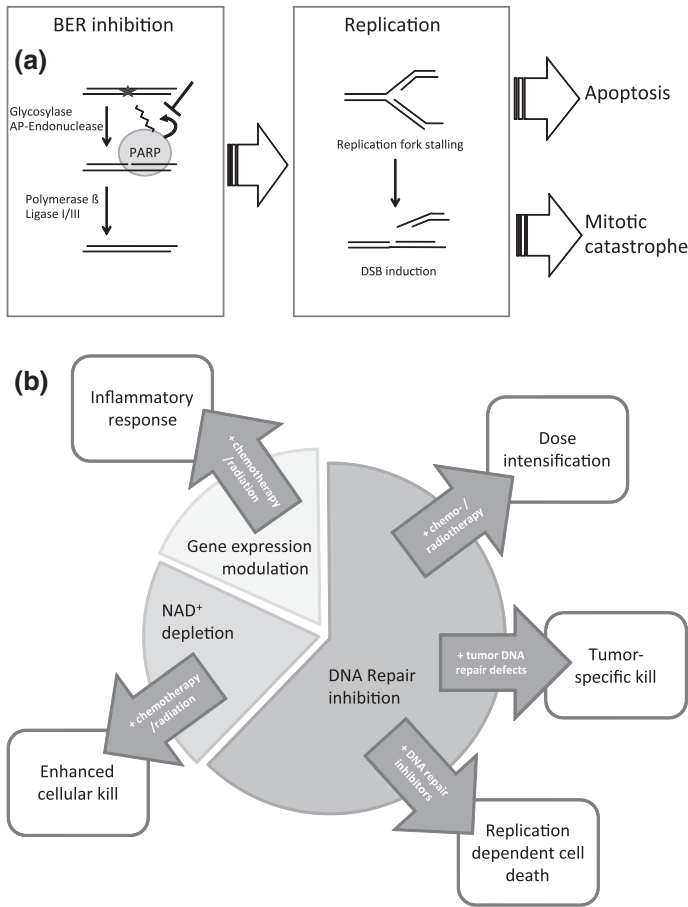 BER inhibition
(a)
Glycosylase
AP-Endonuclease
PARP
Polymerase ß
Ligase I/III
Replication
Replication fork stalling
DSB induction
Apoptosis
Mitotic
catastrophe
(b)
Inflammatory
response
+ chemotherapy
/radiation
Gene expression
modulation
NAD⁺
depletion
+ chemotherapy
/radiation
Enhanced
cellular kill
DNA Repair
inhibition
+ chemo-/
radiotherapy
Dose
intensification
+ tumor DNA
repair defects
Tumor-
specific kill
+ DNA repair
inhibitors
Replication
dependent cell
death